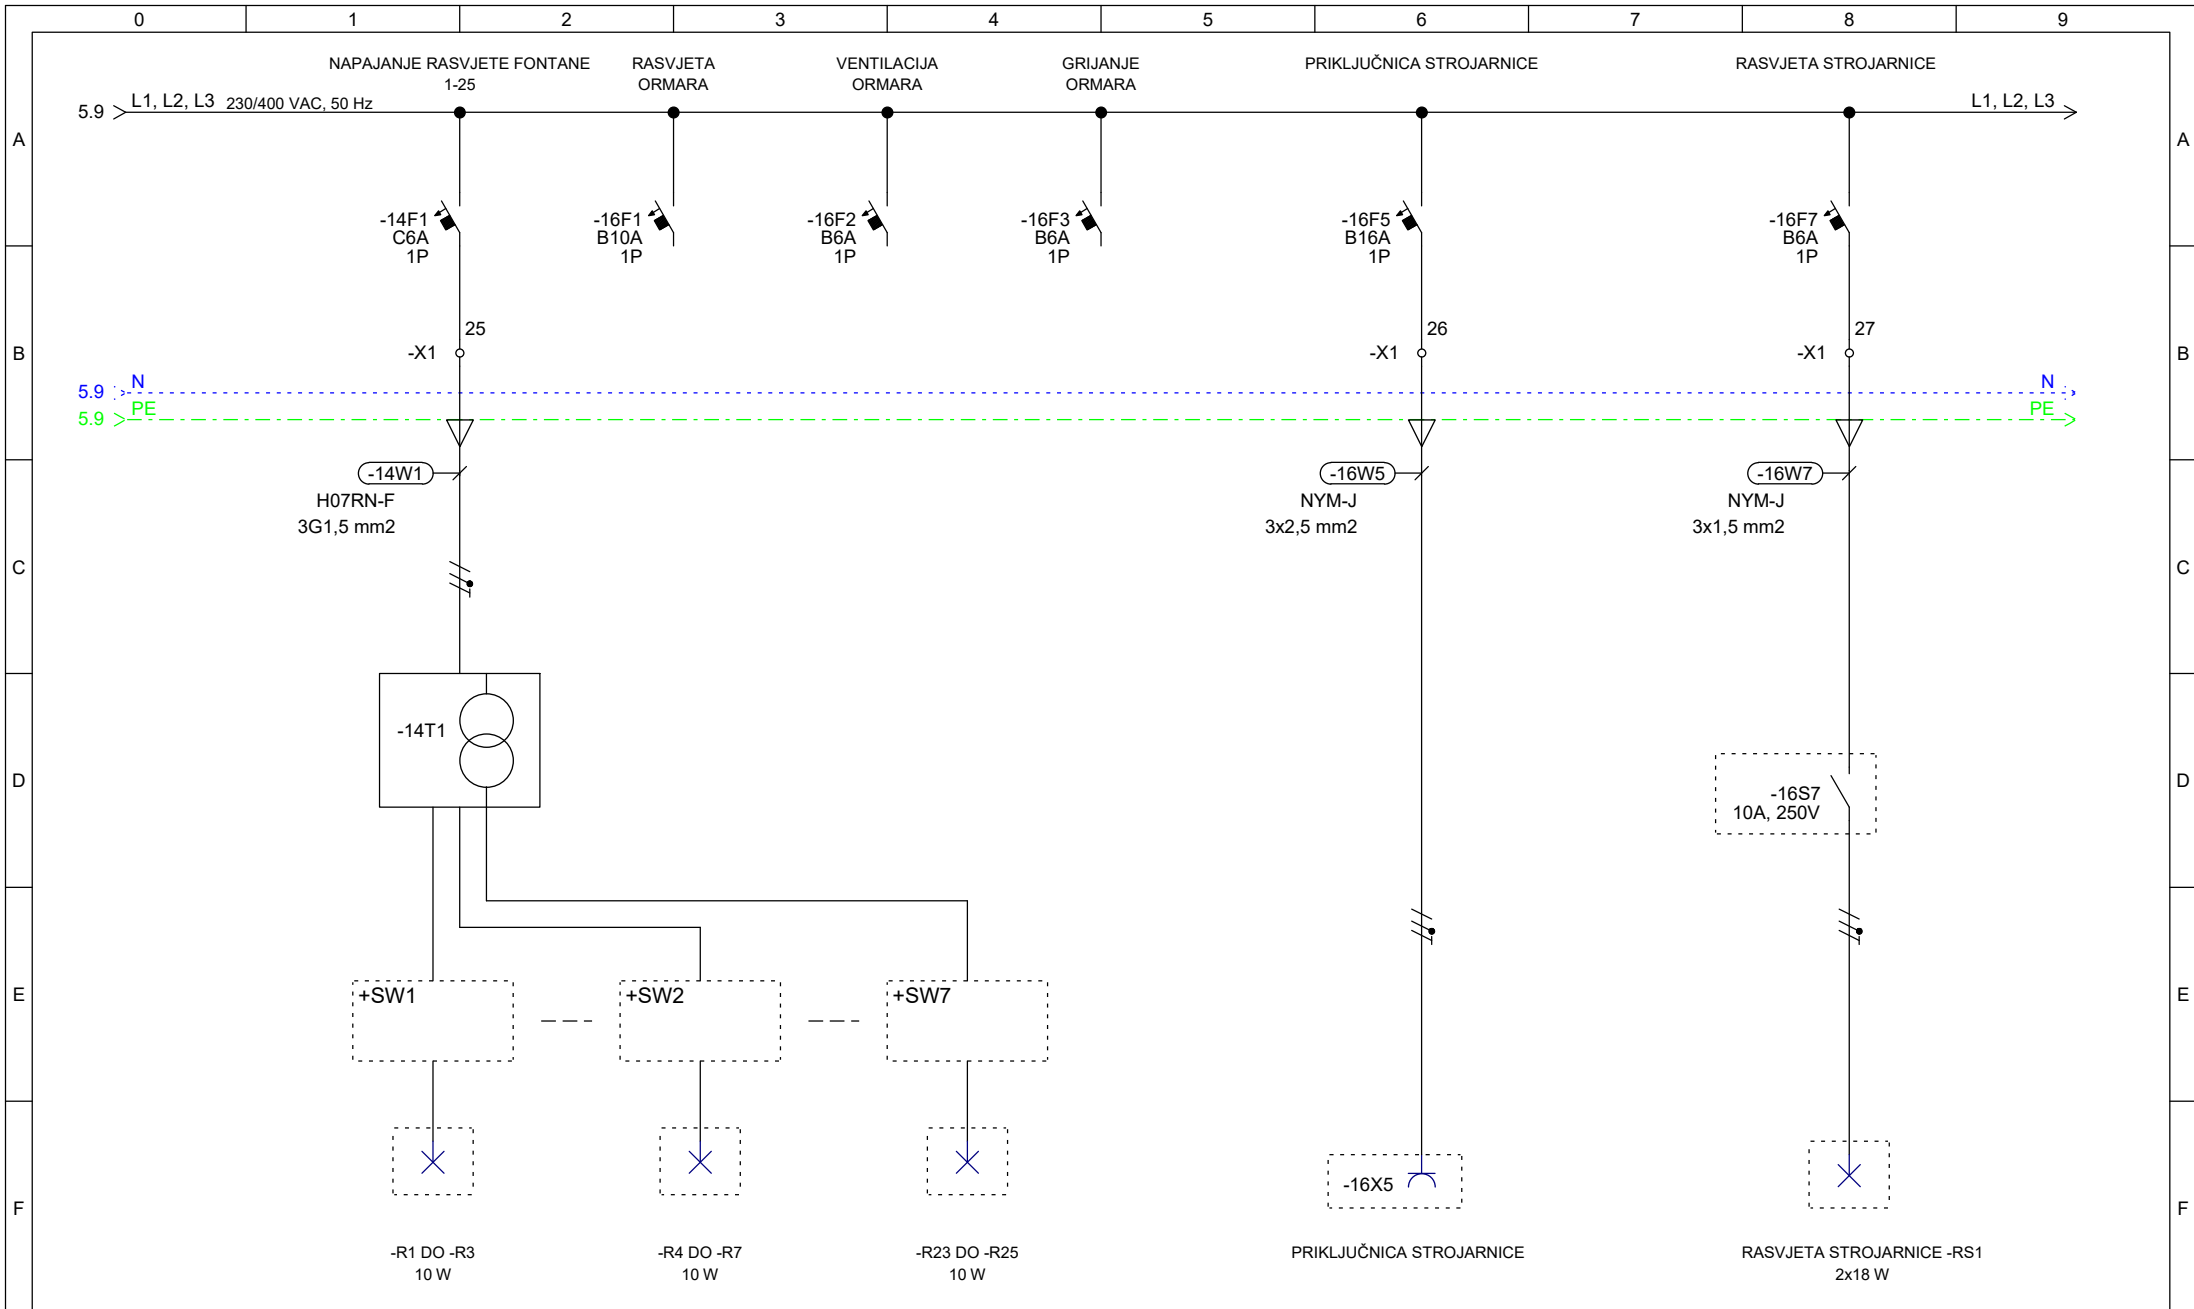 0 1 2 3 4 5 6 7 8 9
NAPAJANJE RASVJETE FONTANE
1-25
RASVJETA
ORMARA
VENTILACIJA
ORMARA
GRIJANJE
ORMARA
PRIKLJUČNICA STROJARNICE
RASVJETA STROJARNICE
5.9 L1, L2, L3 230/400 VAC, 50 Hz
L1, L2, L3
A A
-14F1
C6A
1P
-16F1
B10A
1P
-16F2
B6A
1P
-16F3
B6A
1P
-16F5
B16A
1P
-16F7
B6A
1P
25
-X1
26
-X1
27
-X1
B B
5.9 N N
5.9 PE PE
-14W1
H07RN-F
3G1,5 mm2
-16W5
NYM-J
3x2,5 mm2
-16W7
NYM-J
3x1,5 mm2
C C
-14T1
D D
-16S7
10A, 250V
+SW1
+SW2
+SW7
E E
-16X5
F F
-R1 DO -R3
10 W
-R4 DO -R7
10 W
-R23 DO -R25
10 W
PRIKLJUČNICA STROJARNICE
RASVJETA STROJARNICE -RS1
2x18 W